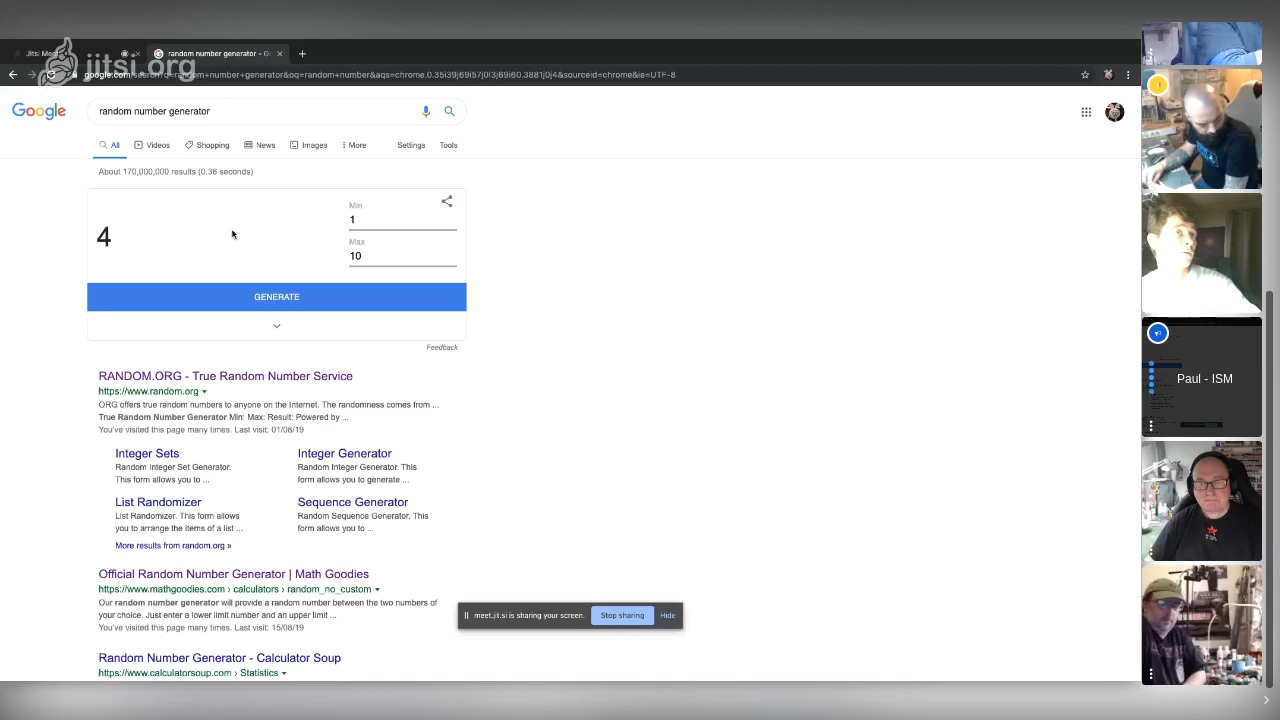 jitsi.org
Jitsi Meet
random number generator - Go
google.com/search?q=random+number+generator&oq=random+number&aqs=chrome.0.35i39j69i57j0l3j69i60.3881j0j4&sourceid=chrome&ie=UTF-8
Google
random number generator
All Videos Shopping News Images More Settings Tools
About 170,000,000 results (0.36 seconds)
Min
1
4
Max
10
GENERATE
Feedback
RANDOM.ORG - True Random Number Service
https://www.random.org
ORG offers true random numbers to anyone on the Internet. The randomness comes from ...
True Random Number Generator Min: Max: Result: Powered by ...
You've visited this page many times. Last visit: 01/08/19
Integer Sets
Random Integer Set Generator.
This form allows you to ...
Integer Generator
Random Integer Generator. This
form allows you to generate ...
List Randomizer
List Randomizer. This form allows
you to arrange the items of a list ...
Sequence Generator
Random Sequence Generator. This
form allows you to ...
More results from random.org »
Official Random Number Generator | Math Goodies
https://www.mathgoodies.com › calculators › random_no_custom
Our random number generator will provide a random number between the two numbers of
your choice. Just enter a lower limit number and an upper limit ...
You've visited this page many times. Last visit: 15/08/19
Random Number Generator - Calculator Soup
https://www.calculatorsoup.com › Statistics
meet.jit.si is sharing your screen. Stop sharing Hide
Paul - ISM